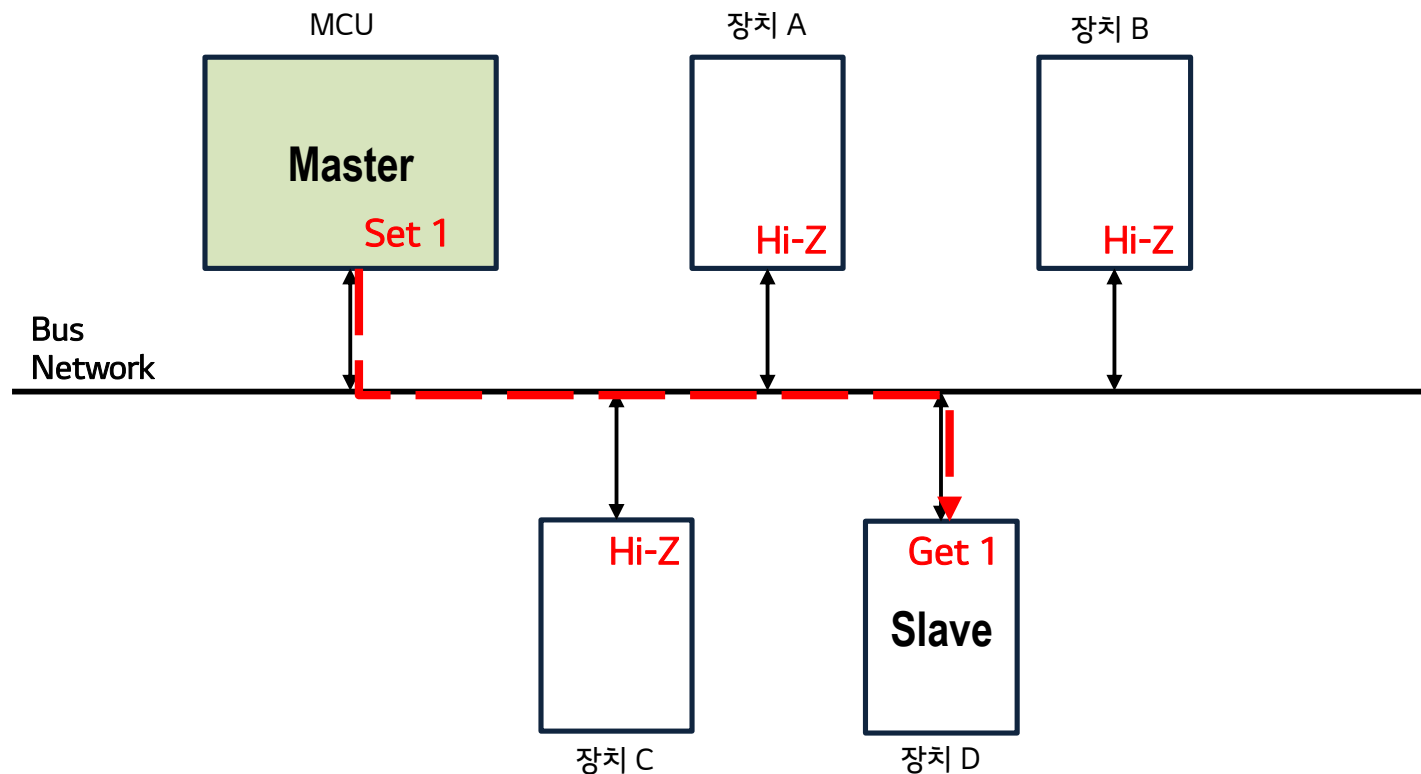 MCU
장치 A
장치 B
Master
Set 1
Hi-Z
Hi-Z
Bus
Network
Hi-Z
Get 1
Slave
장치 C
장치 D